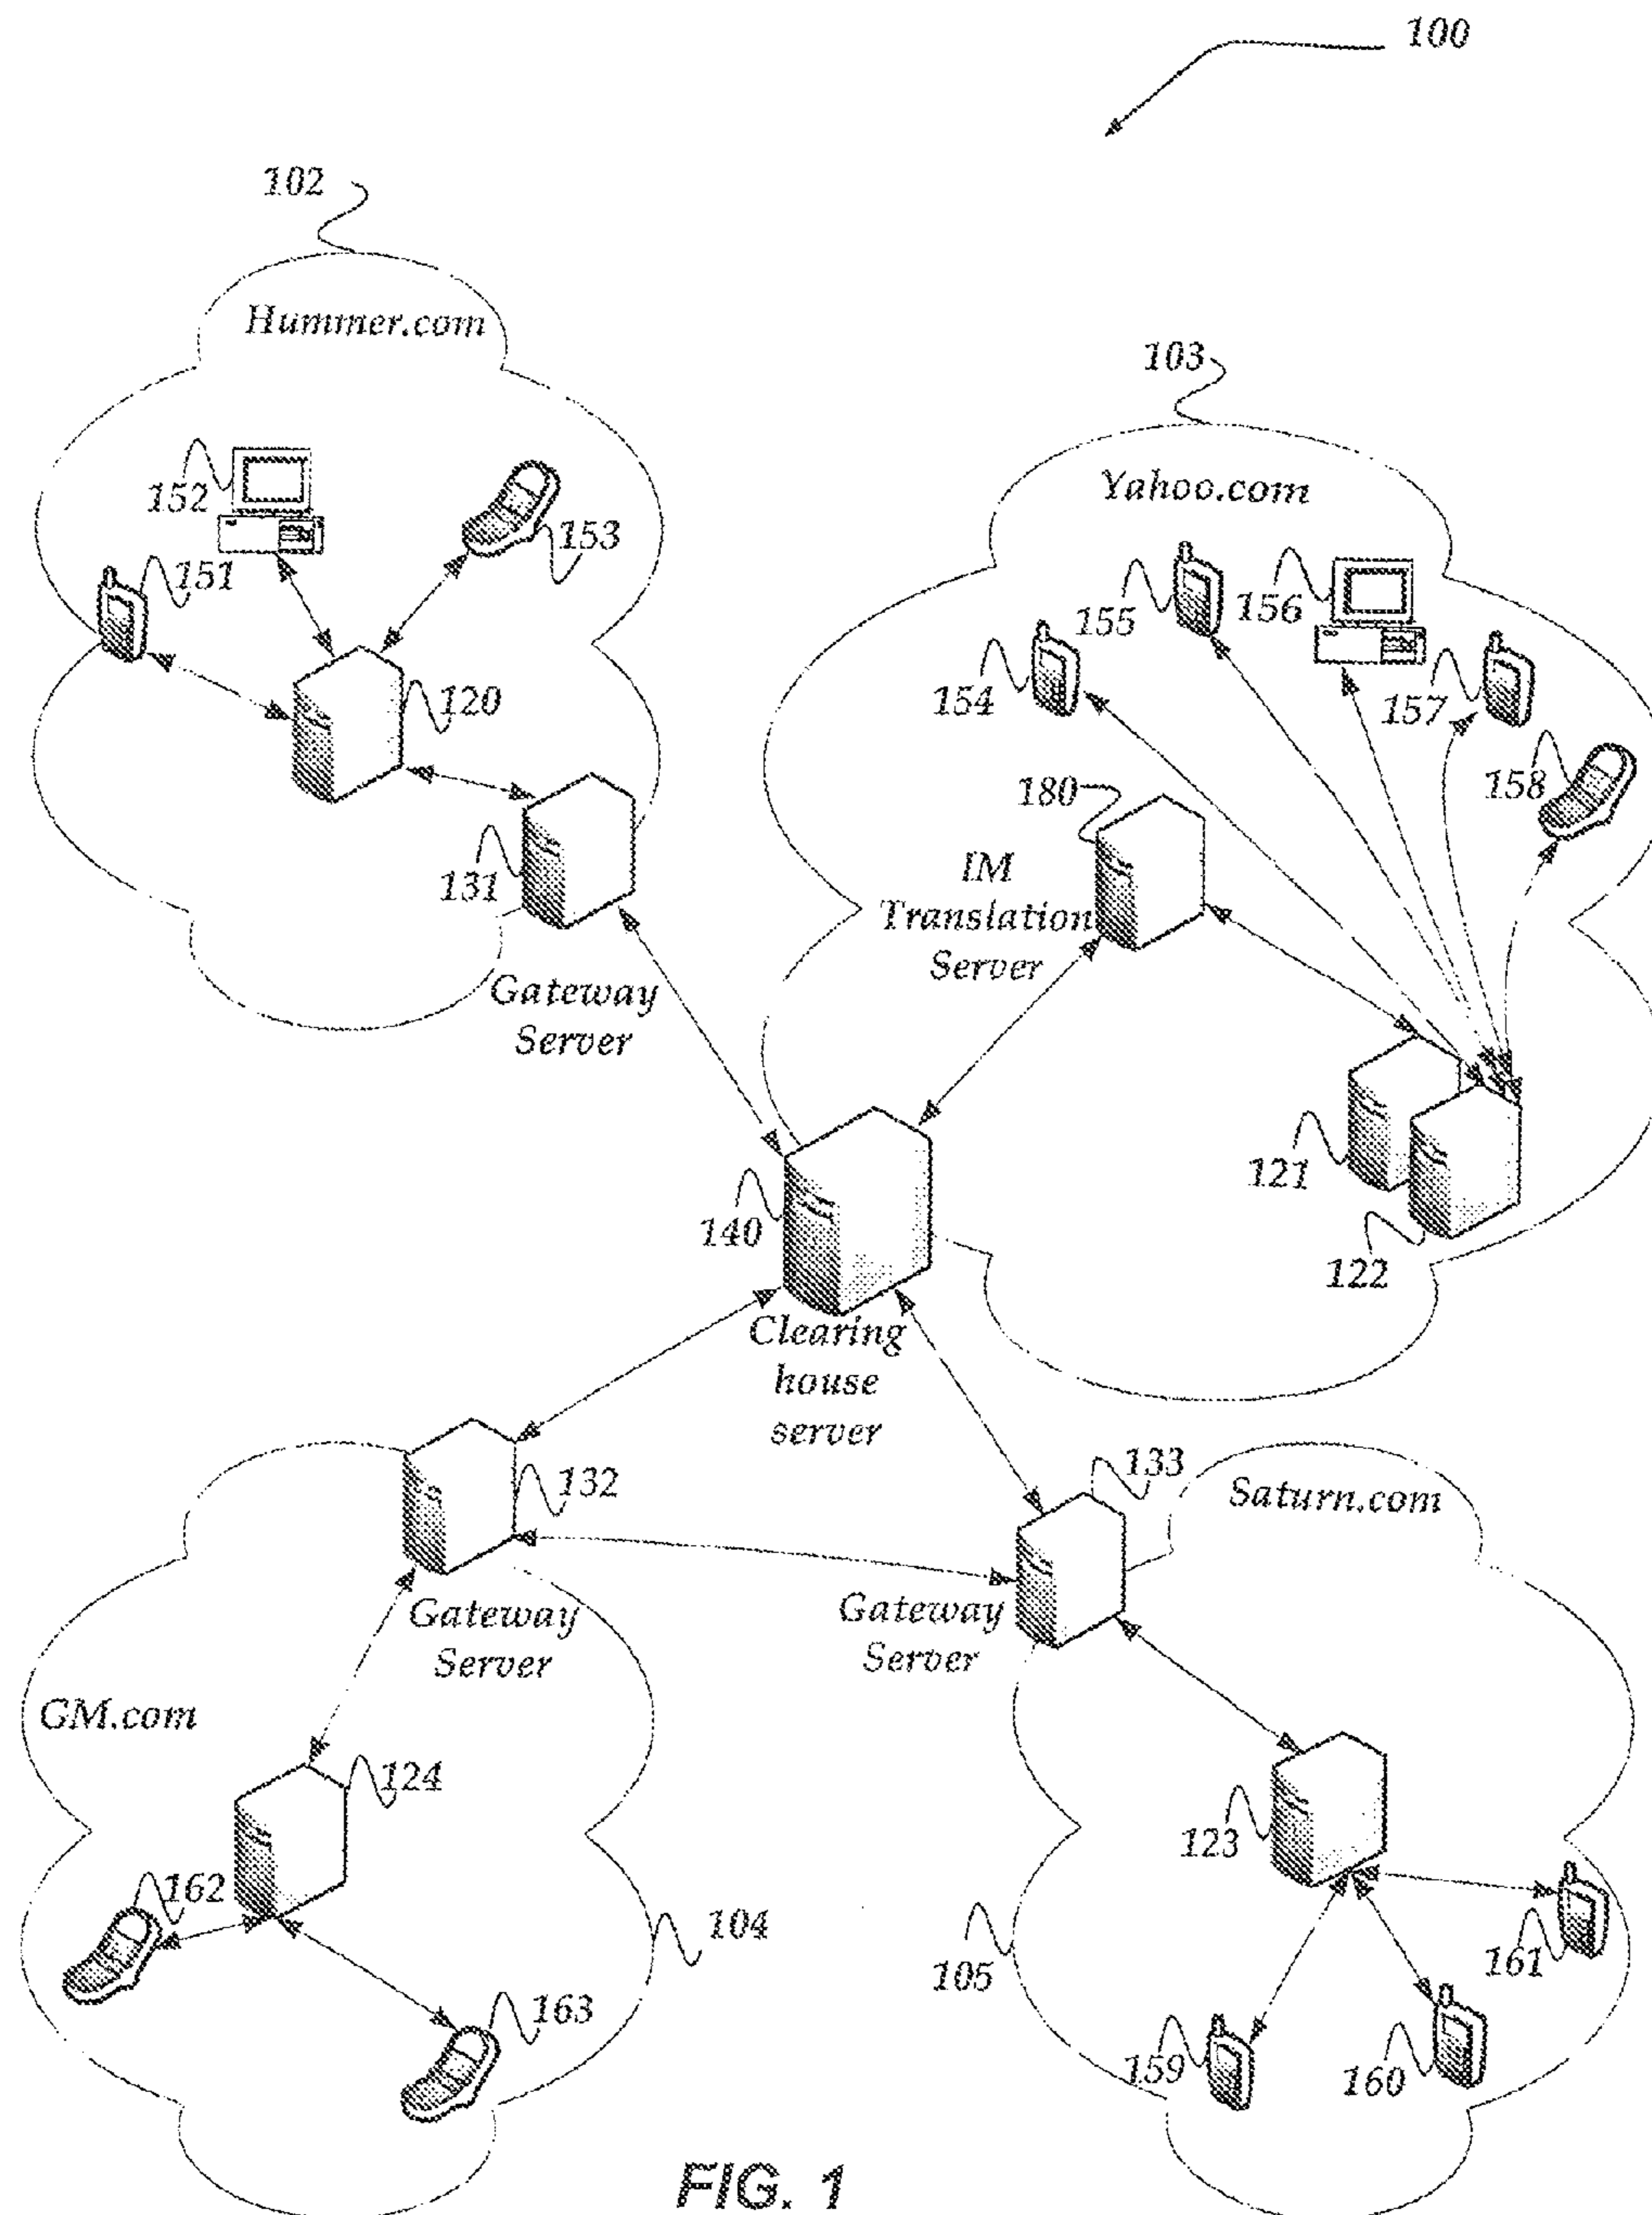 100
102
Hummer.com
103
Yahoo.com
152
153
151
155
156
154
157
120
158
180
131
IM
Translation
Server
Gateway
Server
121
140
122
Clearing
house
server
132
133
Saturn.com
Gateway
Server
Gateway
Server
GM.com
124
123
162
104
105
161
163
159
160
FIG. 1